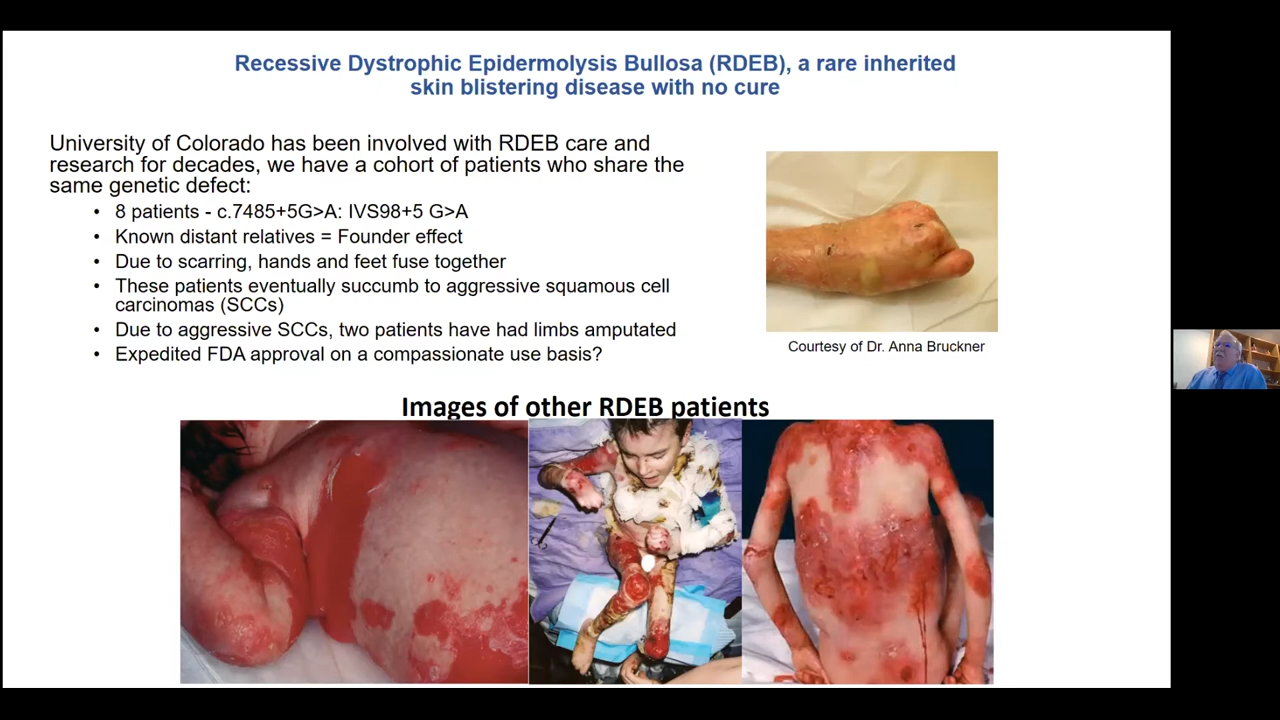 Recessive Dystrophic Epidermolysis Bullosa (RDEB), a rare inherited
skin blistering disease with no cure
University of Colorado has been involved with RDEB care and
research for decades, we have a cohort of patients who share the
same genetic defect:
• 8 patients - c.7485+5G>A: IVS98+5 G>A
• Known distant relatives = Founder effect
• Due to scarring, hands and feet fuse together
• These patients eventually succumb to aggressive squamous cell
carcinomas (SCCs)
• Due to aggressive SCCs, two patients have had limbs amputated
• Expedited FDA approval on a compassionate use basis?
Courtesy of Dr. Anna Bruckner
Images of other RDEB patients